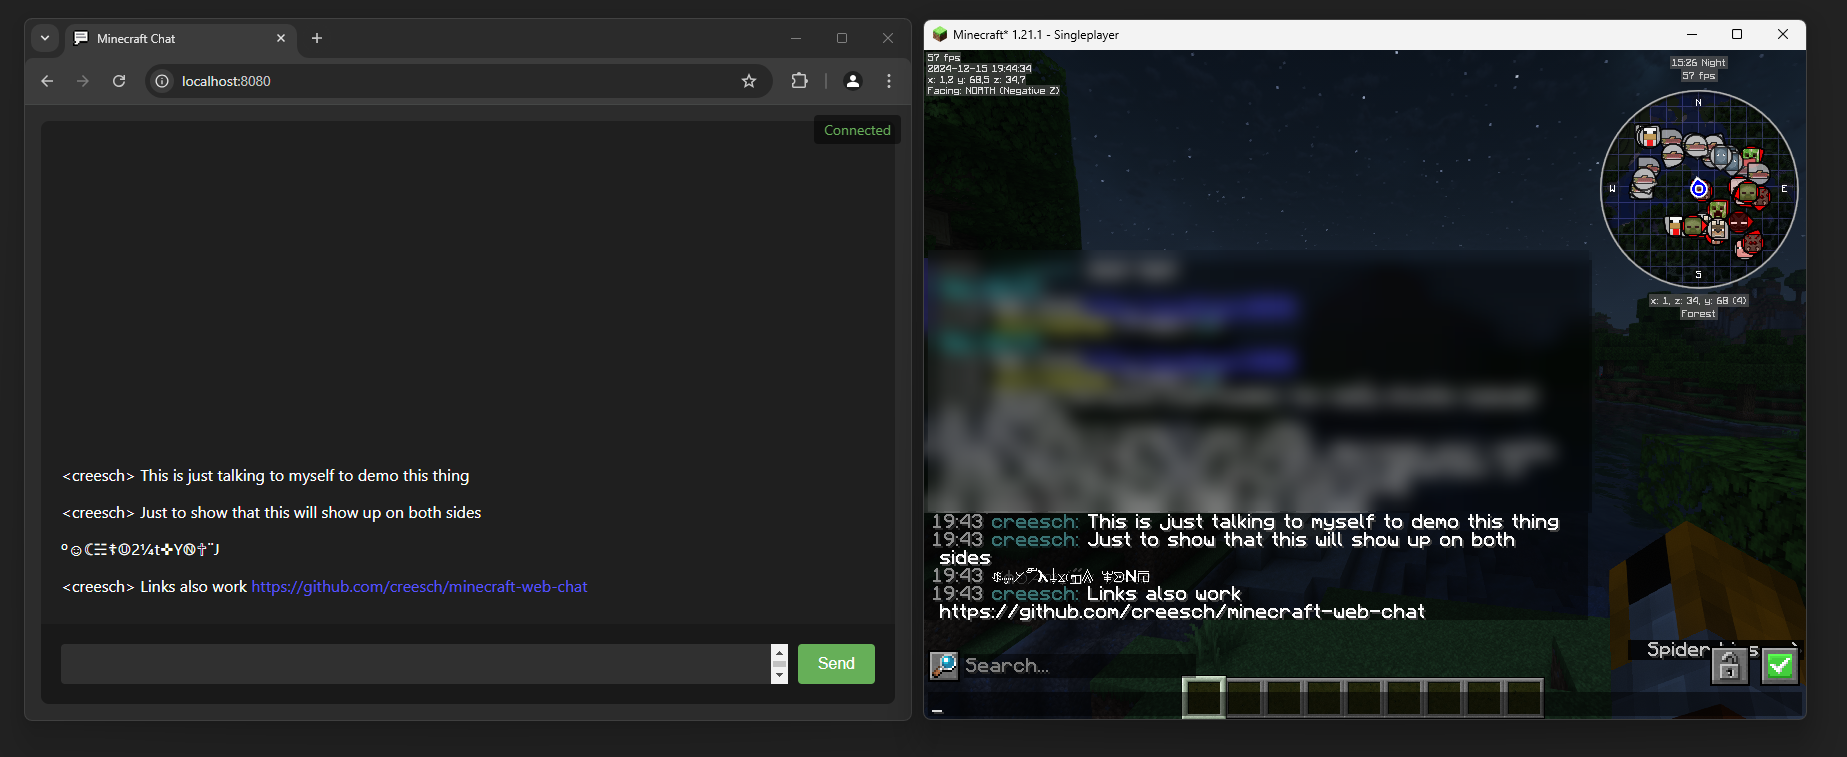 Minecraft Chat
localhost:8080
Connected
<creesch> This is just talking to myself to demo this thing
<creesch> Just to show that this will show up on both sides
<creesch> Links also work https://github.com/creesch/minecraft-web-chat
Send
Minecraft* 1.21.1 - Singleplayer
57 fps
2024-12-15 19:44:34
x: 1,2 y: 68,5 z: 34,7
Facing: NORTH (Negative Z)
15:26 Night
57 fps
N
W
E
S
x: 1, z: 34, y: 68 (4)
Forest
19:43 creesch: This is just talking to myself to demo this thing
19:43 creesch: Just to show that this will show up on both
sides
19:43
19:43 creesch: Links also work
https://github.com/creesch/minecraft-web-chat
Spider
Search...
_